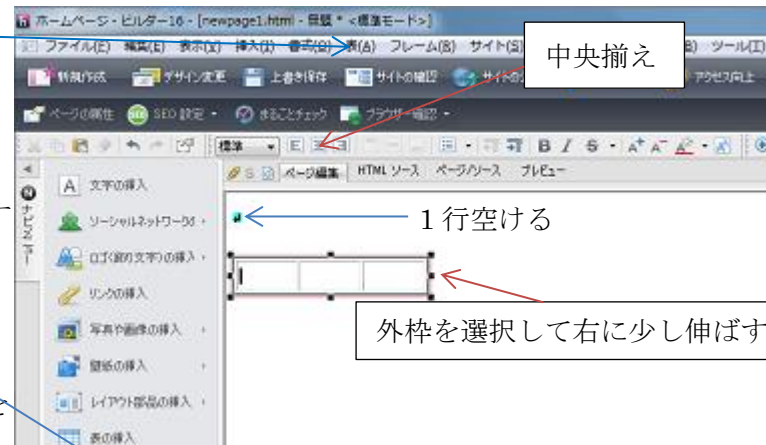 ホームページ・ビルダー16 - [newpage1.html - 無題 * <標準モード>]
ファイル(F) 編集(E) 表示(V) 挿入(I) 書式(O) 表(A) フレーム(R) サイト(S) ツール(T)
中央揃え
新規作成 デザイン変更 上書き保存 サイトの確認 アクセス向上
ページの属性 SEO 設定 まるごとチェック ブラウザー確認
標準 B I S A+ A-
ページ編集 HTML ソース ページ/ソース プレビュー
ナビメニュー
文字の挿入
ソーシャルネットワーク
1行空ける
ロゴ(飾り文字)の挿入
リンクの挿入
外枠を選択して右に少し伸ばす
写真や画像の挿入
壁紙の挿入
レイアウト部品の挿入
表の挿入